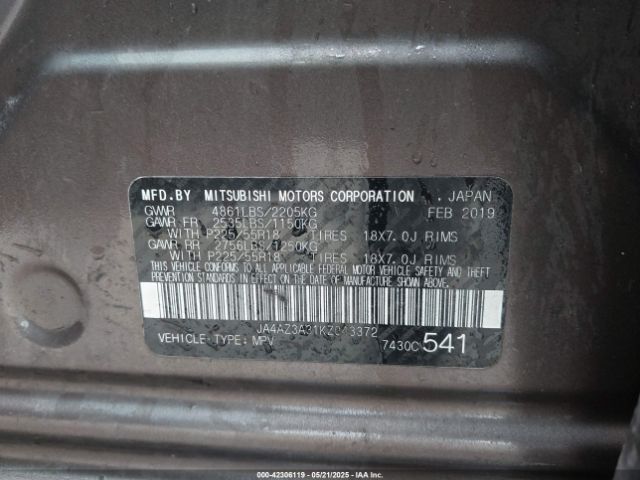 MFD.BY MITSUBISHI MOTORS CORPORATION , JAPAN
GVWR 4861LBS/2205KG FEB 2019
GAWR FR 2535LBS/1150KG
WITH P225/55R18 TIRES 18X7.0J RIMS
GAWR RR 2756LBS/1250KG
WITH P225/55R18 TIRES 18X7.0J RIMS
THIS VEHICLE CONFORMS TO ALL APPLICABLE FEDERAL MOTOR VEHICLE SAFETY AND THEFT
PREVENTION STANDARDS IN EFFECT ON THE DATE OF MANUFACTURE SHOWN ABOVE.
JA4AZ3A31KZ043372
VEHICLE TYPE: MPV 7430C 541
00-42306119 - 05/21/2025 - IAA, Inc.